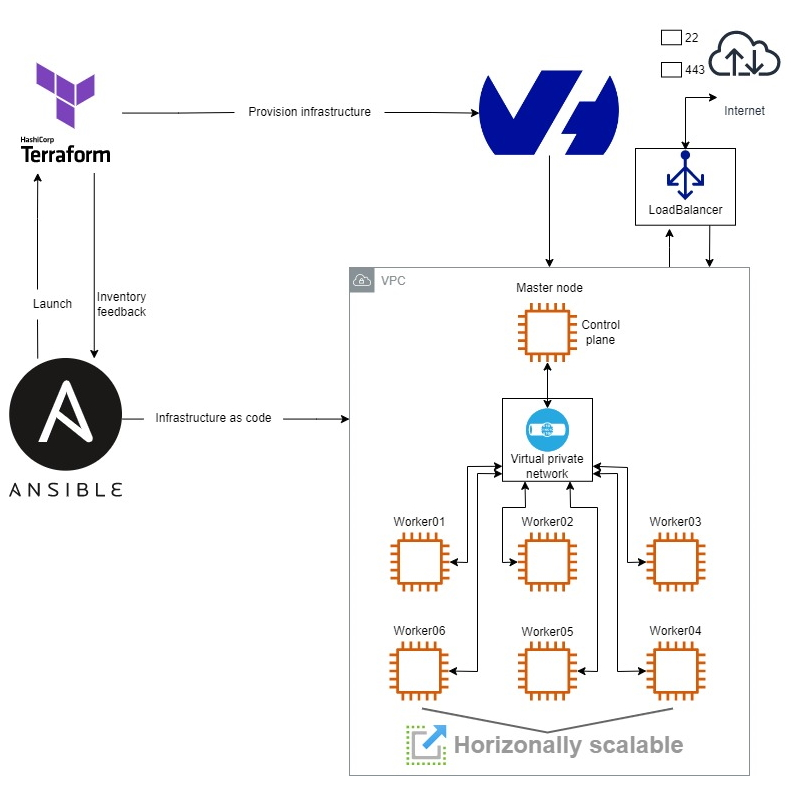 22
443
Internet
HashiCorp
Terraform
Provision infrastructure
LoadBalancer
VPC
Master node
Control
plane
Launch
Inventory
feedback
Infrastructure as code
ANSIBLE
Virtual private
network
Worker01
Worker02
Worker03
Worker06
Worker05
Worker04
Horizonally scalable